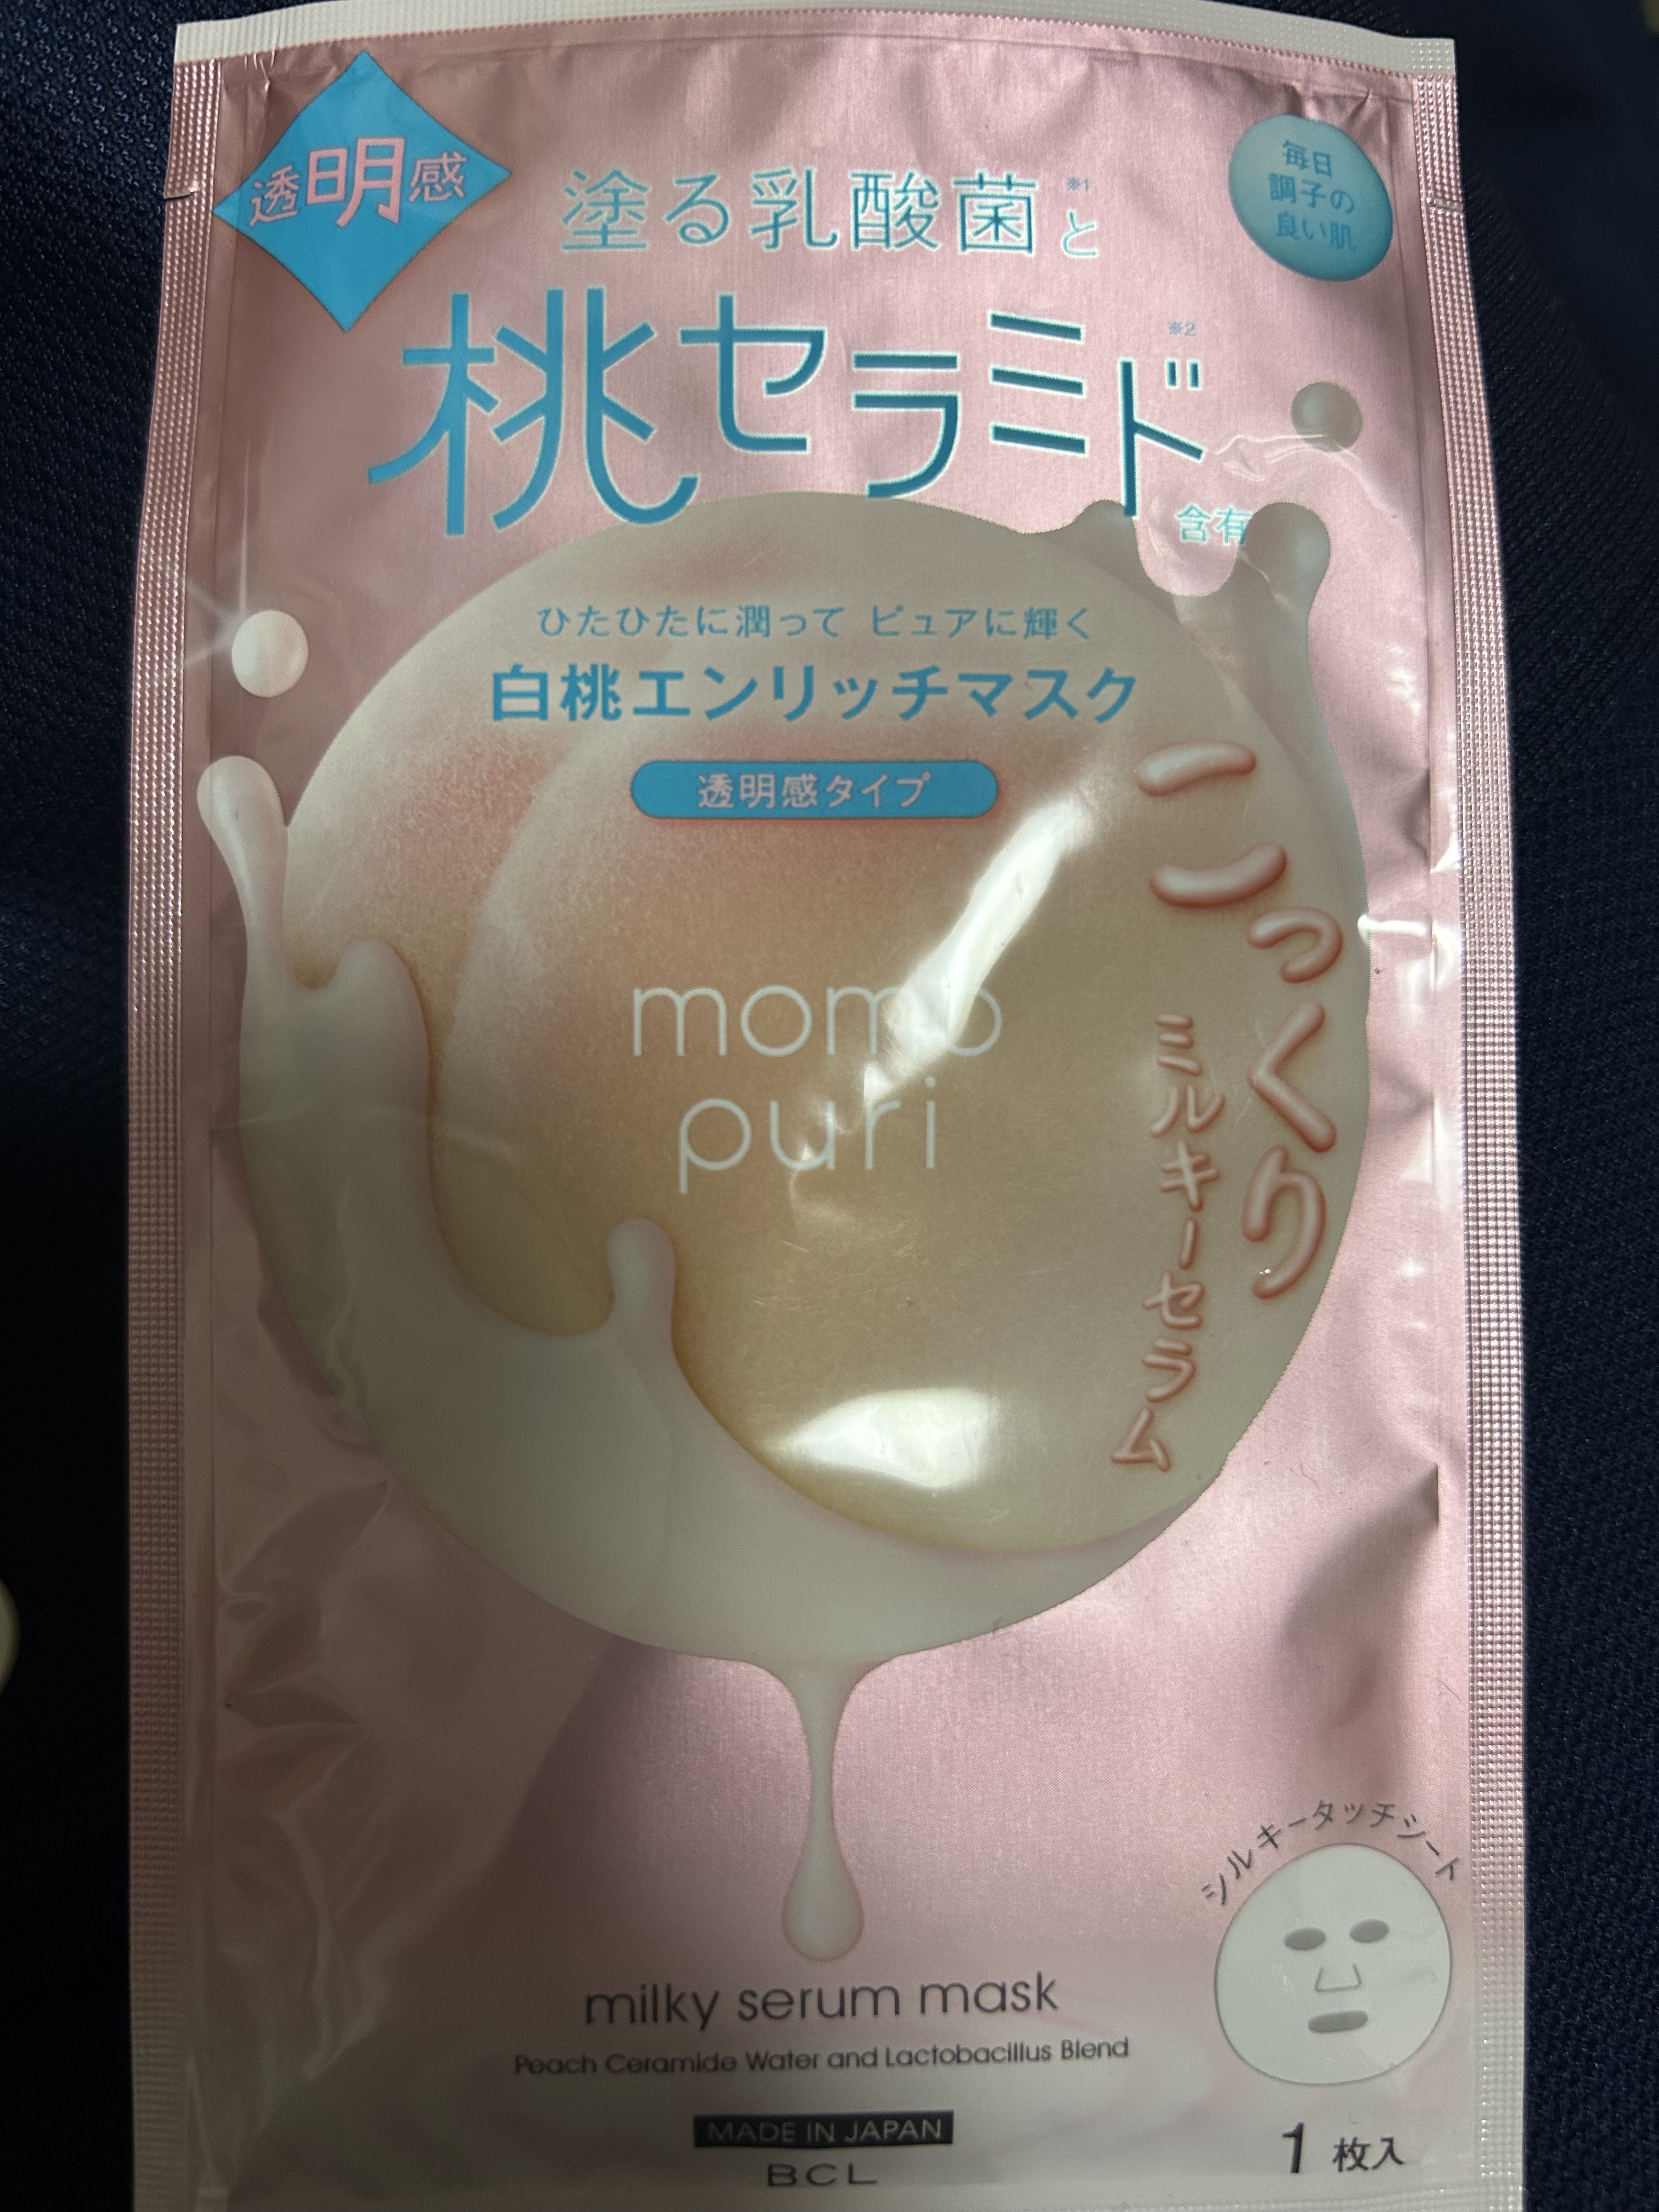 透明感
塗る乳酸菌※1と
毎日
調子の
良い肌
桃セラミド※2
含有
ひたひたに潤って ピュアに輝く
白桃エンリッチマスク
透明感タイプ
こっくり
ミルキーセラム
momo
puri
シルキータッチシート
milky serum mask
Peach Ceramide Water and Lactobacillus Blend
MADE IN JAPAN
BCL
1 枚入